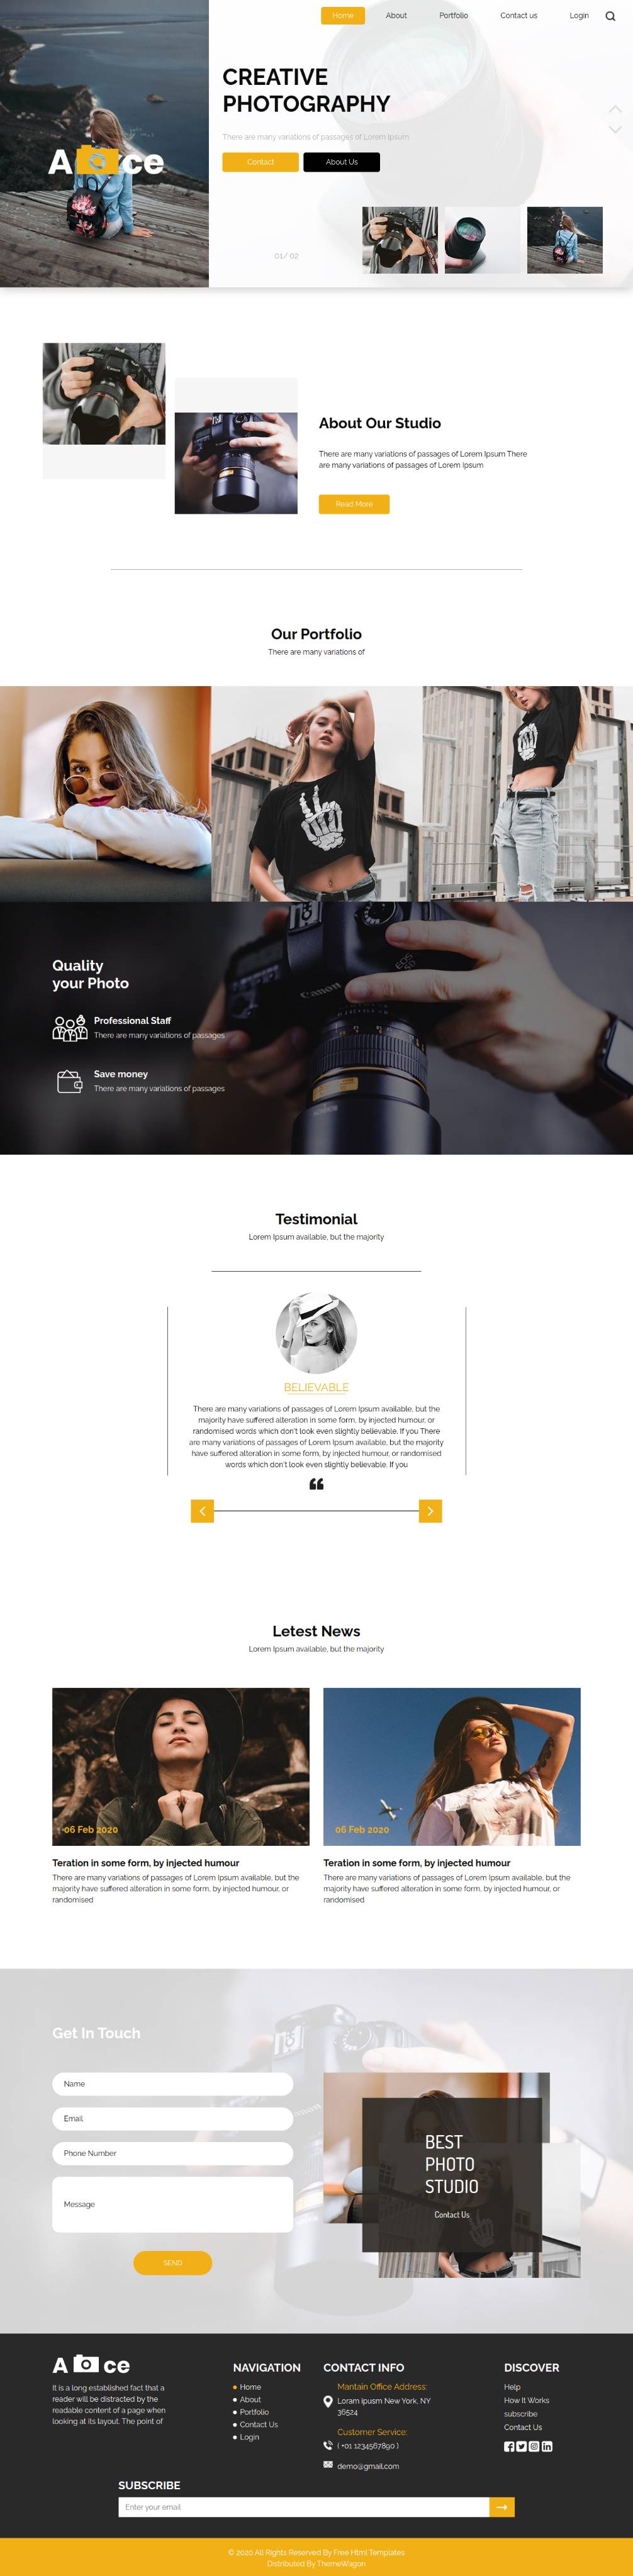 Home About Portfolio Contact us Login
CREATIVE
PHOTOGRAPHY
There are many variations of passages of Lorem Ipsum
A ce
Contact About Us
01/ 02
About Our Studio
There are many variations of passages of Lorem Ipsum There
are many variations of passages of Lorem Ipsum
Read More
Our Portfolio
There are many variations of
Canon
Quality
your Photo
Professional Staff
There are many variations of passages
Save money
There are many variations of passages
Testimonial
Lorem Ipsum available, but the majority
BELIEVABLE
There are many variations of passages of Lorem Ipsum available, but the
majority have suffered alteration in some form, by injected humour, or
randomised words which don't look even slightly believable. If you There
are many variations of passages of Lorem Ipsum available, but the majority
have suffered alteration in some form, by injected humour, or randomised
words which don't look even slightly believable. If you
Letest News
Lorem Ipsum available, but the majority
06 Feb 2020
Teration in some form, by injected humour
There are many variations of passages of Lorem Ipsum available, but the
majority have suffered alteration in some form, by injected humour, or
randomised
06 Feb 2020
Teration in some form, by injected humour
There are many variations of passages of Lorem Ipsum available, but the
majority have suffered alteration in some form, by injected humour, or
randomised
Get In Touch
Name
Email
Phone Number
Message
SEND
BEST
PHOTO
STUDIO
Contact Us
A ce
It is a long established fact that a
reader will be distracted by the
readable content of a page when
looking at its layout. The point of
NAVIGATION
Home
About
Portfolio
Contact Us
Login
CONTACT INFO
Mantain Office Address:
Loram ipusm New York, NY
36524
Customer Service:
( +01 1234567890 )
demo@gmail.com
DISCOVER
Help
How It Works
subscribe
Contact Us
SUBSCRIBE
Enter your email
© 2020 All Rights Reserved By Free Html Templates
Distributed By ThemeWagon